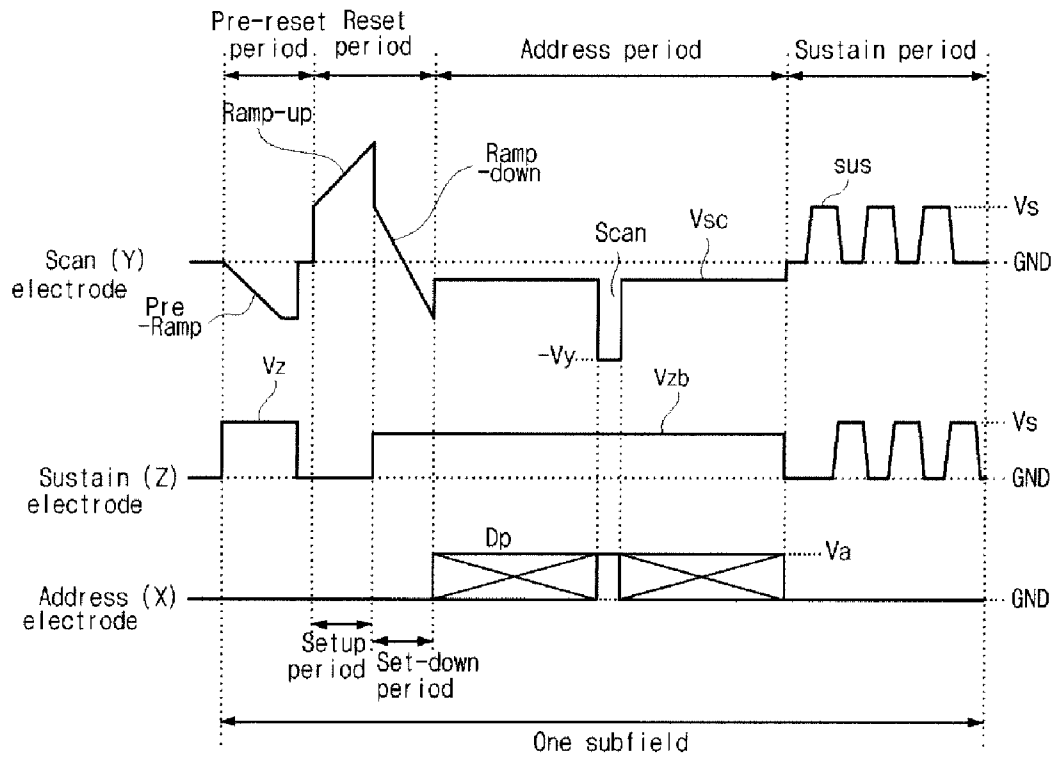 Pre-reset
period
Reset
period
Address period
Sustain period
Ramp-up
Ramp
-down
sus
Vs
Scan
Vsc
Scan (Y)
electrode
GND
Pre
-Ramp
-Vy
Vz
Vzb
Vs
Sustain (Z)
electrode
GND
Dp
Va
Address (X)
electrode
GND
Setup
period
Set-down
period
One subfield